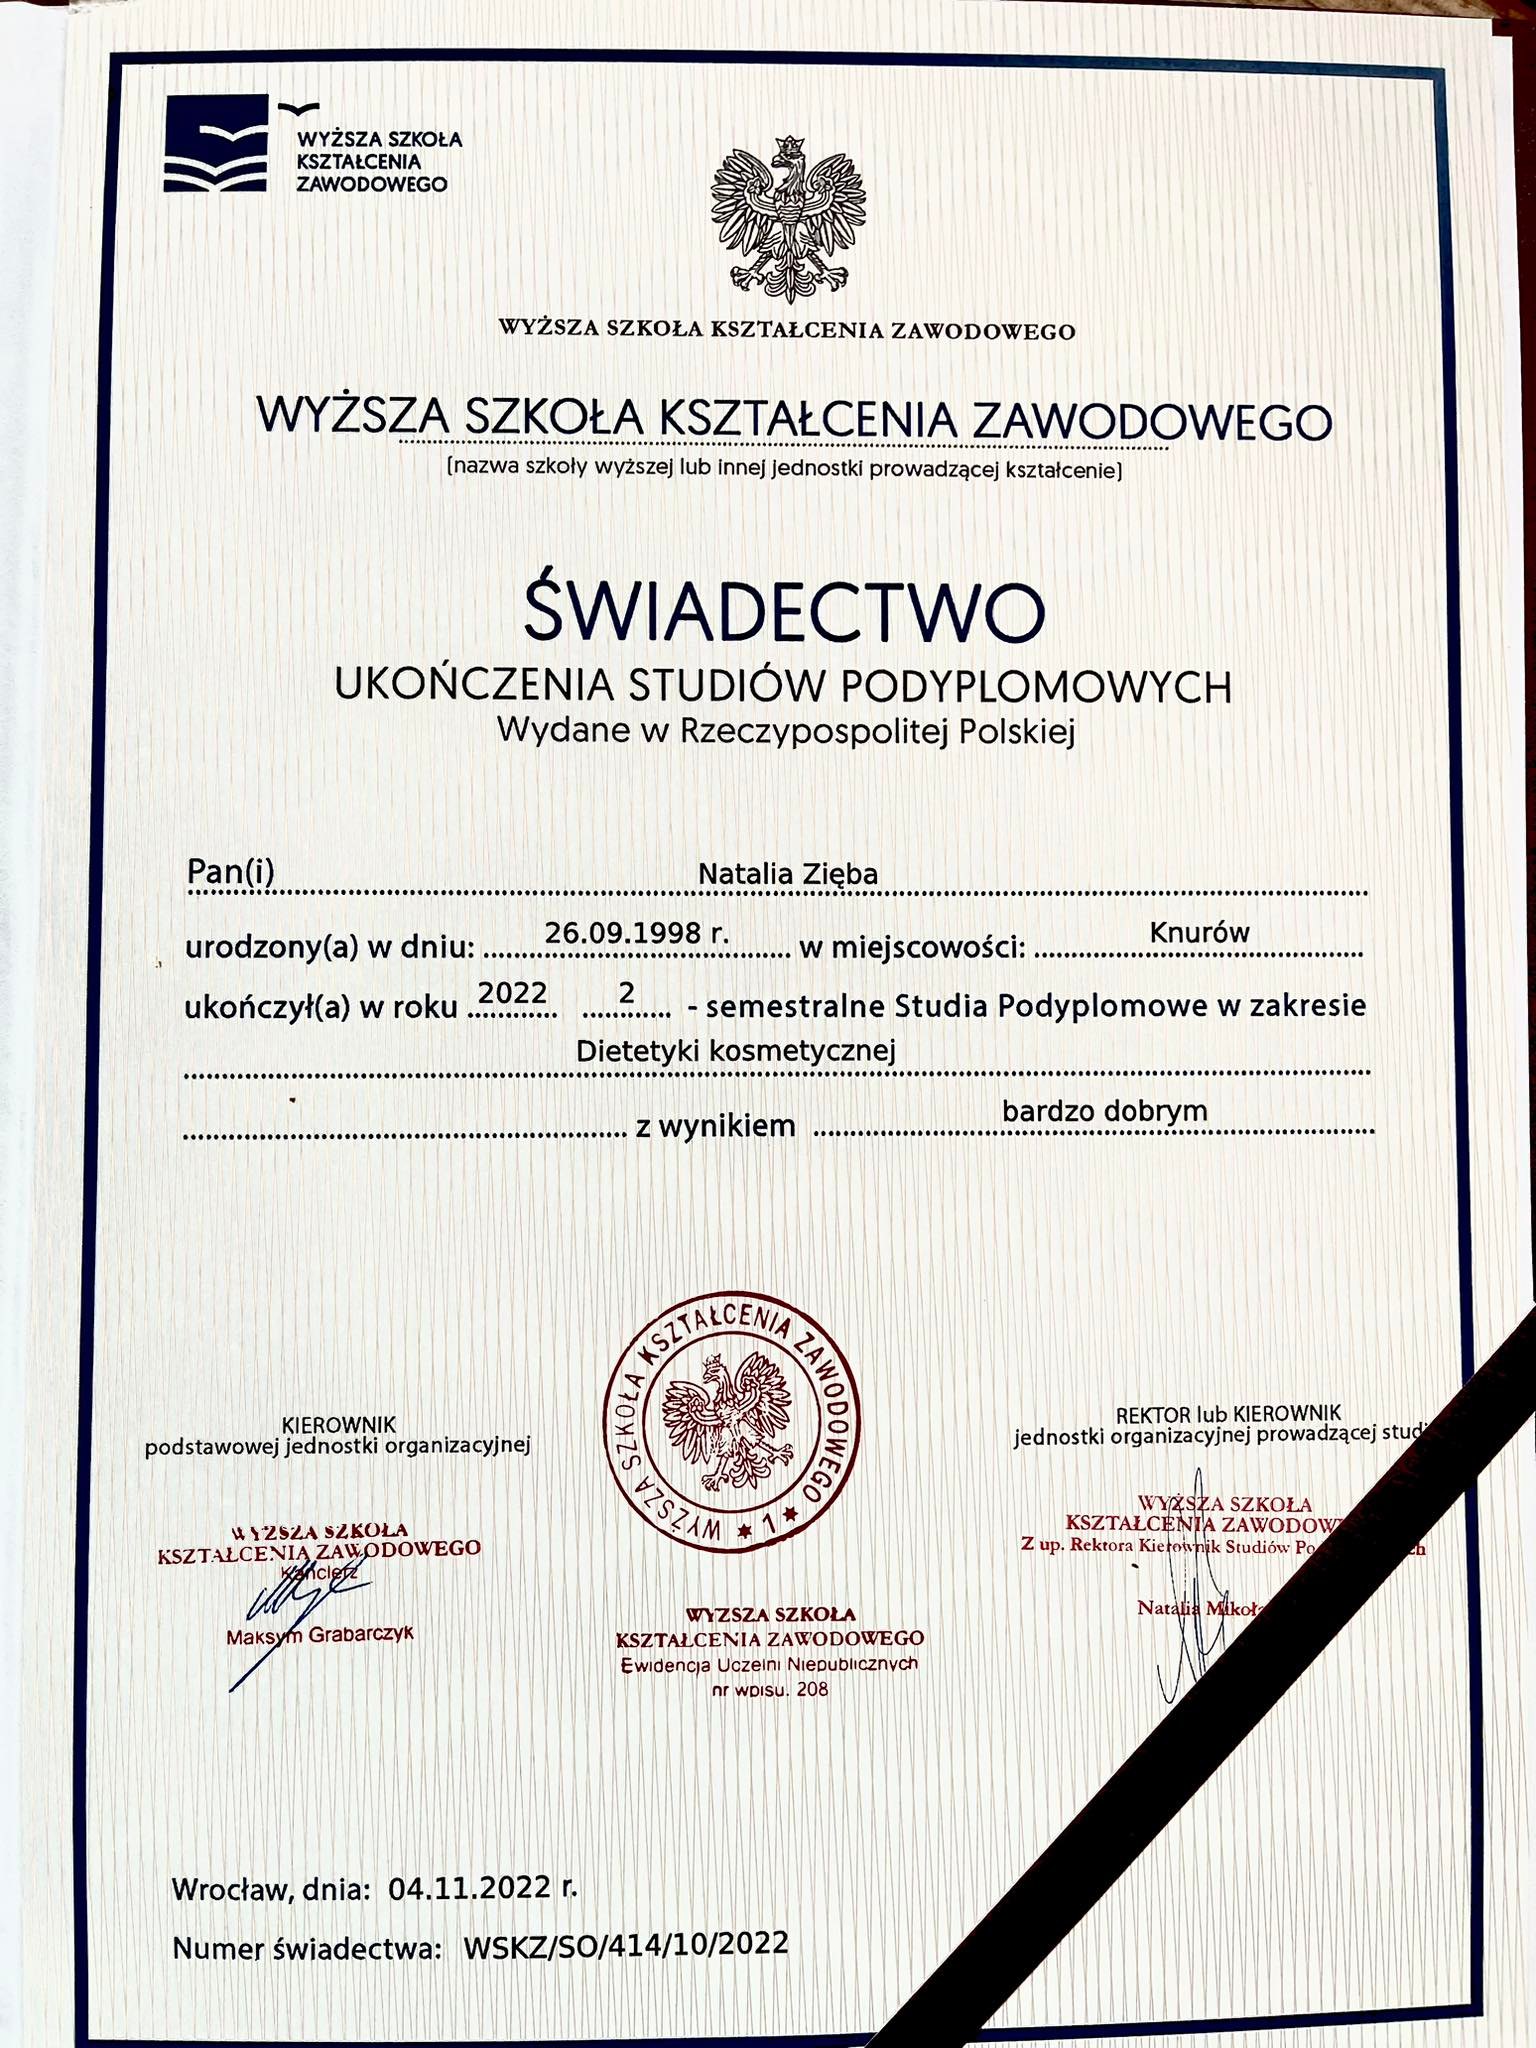 WYŻSZA SZKOŁA
KSZTAŁCENIA
ZAWODOWEGO
WYŻSZA SZKOŁA KSZTAŁCENIA ZAWODOWEGO
WYŻSZA SZKOŁA KSZTAŁCENIA ZAWODOWEGO
(nazwa szkoły wyższej lub innej jednostki prowadzącej kształcenie)
ŚWIADECTWO
UKOŃCZENIA STUDIÓW PODYPLOMOWYCH
Wydane w Rzeczypospolitej Polskiej
Pan(i) Natalia Zięba
urodzony(a) w dniu: 26.09.1998 r. w miejscowości: Knurów
ukończył(a) w roku 2022 2 - semestralne Studia Podyplomowe w zakresie
Dietetyki kosmetycznej
z wynikiem bardzo dobrym
KIEROWNIK
podstawowej jednostki organizacyjnej
WYŻSZA SZKOŁA
KSZTAŁCENIA ZAWODOWEGO
Kanclerz
Maksym Grabarczyk
WYŻSZA SZKOŁA KSZTAŁCENIA ZAWODOWEGO
1
WYŻSZA SZKOŁA
KSZTAŁCENIA ZAWODOWEGO
Ewidencja Uczelni Niepublicznych
nr wpisu. 208
REKTOR lub KIEROWNIK
jednostki organizacyjnej prowadzącej
WYŻSZA SZKOŁA
KSZTAŁCENIA
Z up. Rektora Kierownik Studiów
Natalia
Wrocław, dnia: 04.11.2022 r.
Numer świadectwa: WSKZ/SO/414/10/2022